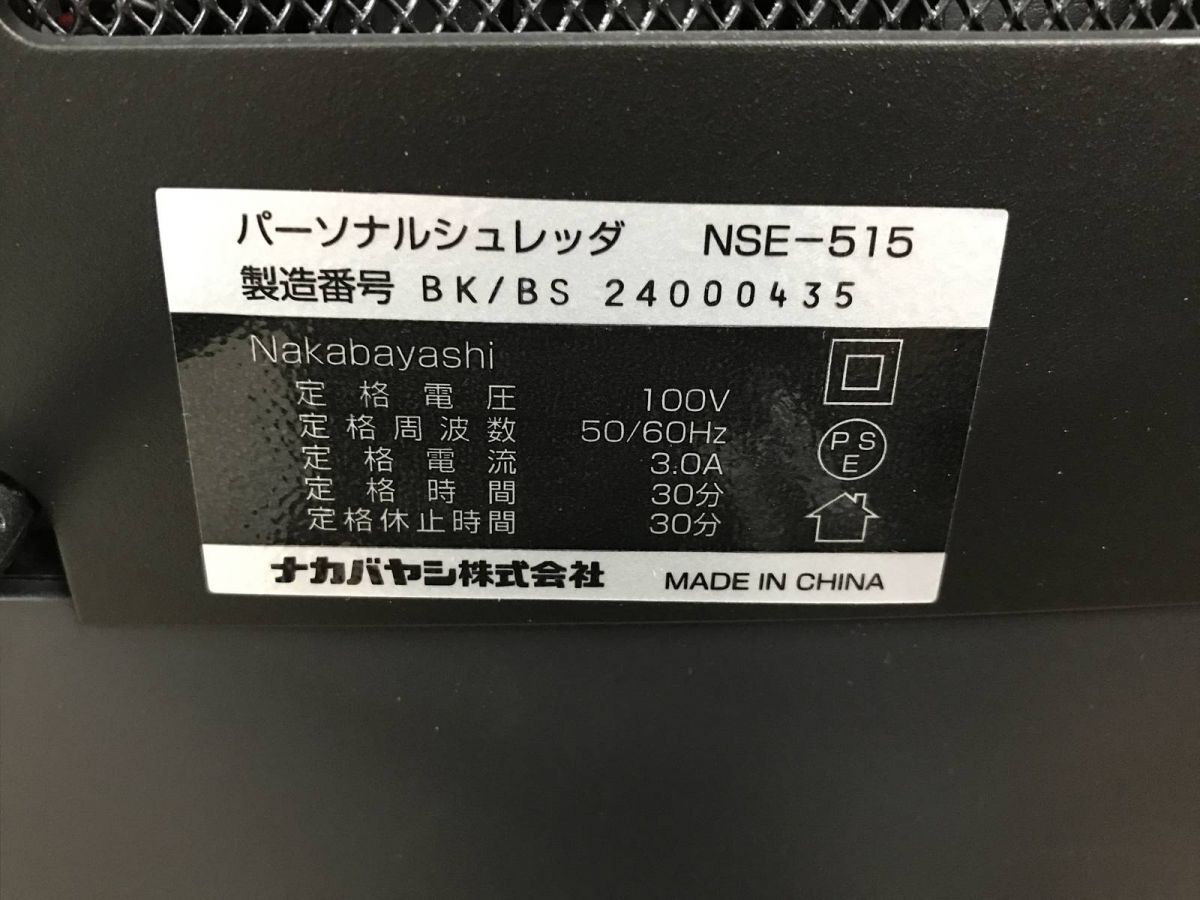 パーソナルシュレッダ NSE-515
製造番号 BK/BS 24000435
Nakabayashi
定格電圧 100V
定格周波数 50/60Hz
定格電流 3.0A
定格時間 30分
定格休止時間 30分
PS
E
ナカバヤシ株式会社 MADE IN CHINA